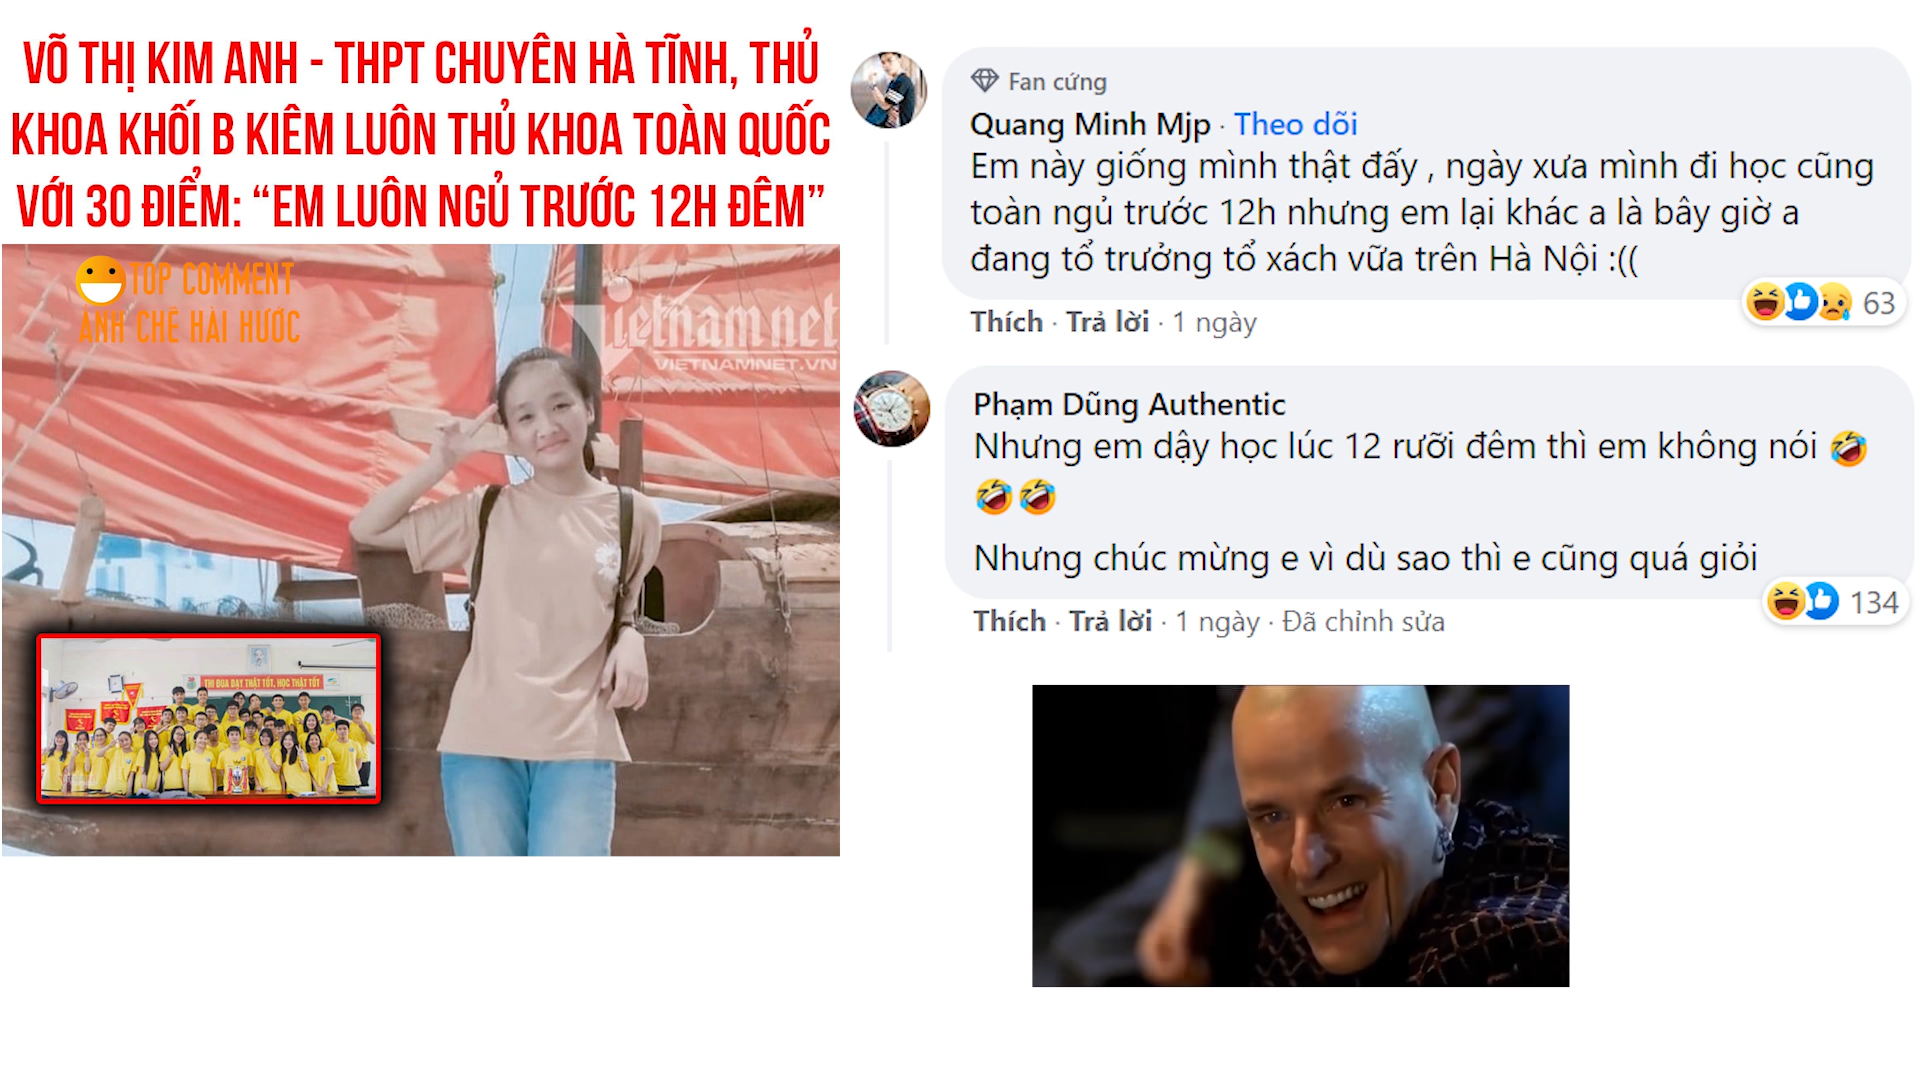 VÕ THỊ KIM ANH - THPT CHUYÊN HÀ TĨNH, THỦ
KHOA KHỐI B KIÊM LUÔN THỦ KHOA TOÀN QUỐC
VỚI 30 ĐIỂM: “EM LUÔN NGỦ TRƯỚC 12H ĐÊM”
TOP COMMENT
ẢNH CHẾ HÀI HƯỚC
Vietnamnet
VIETNAMNET.VN
THI ĐUA DẠY THẬT TỐT, HỌC THẬT TỐT
Fan cứng
Quang Minh Mjp · Theo dõi
Em này giống mình thật đấy , ngày xưa mình đi học cũng
toàn ngủ trước 12h nhưng em lại khác a là bây giờ a
đang tổ trưởng tổ xách vữa trên Hà Nội :((
63
Thích · Trả lời · 1 ngày
Phạm Dũng Authentic
Nhưng em dậy học lúc 12 rưỡi đêm thì em không nói 🤣
🤣🤣
Nhưng chúc mừng e vì dù sao thì e cũng quá giỏi
134
Thích · Trả lời · 1 ngày · Đã chỉnh sửa